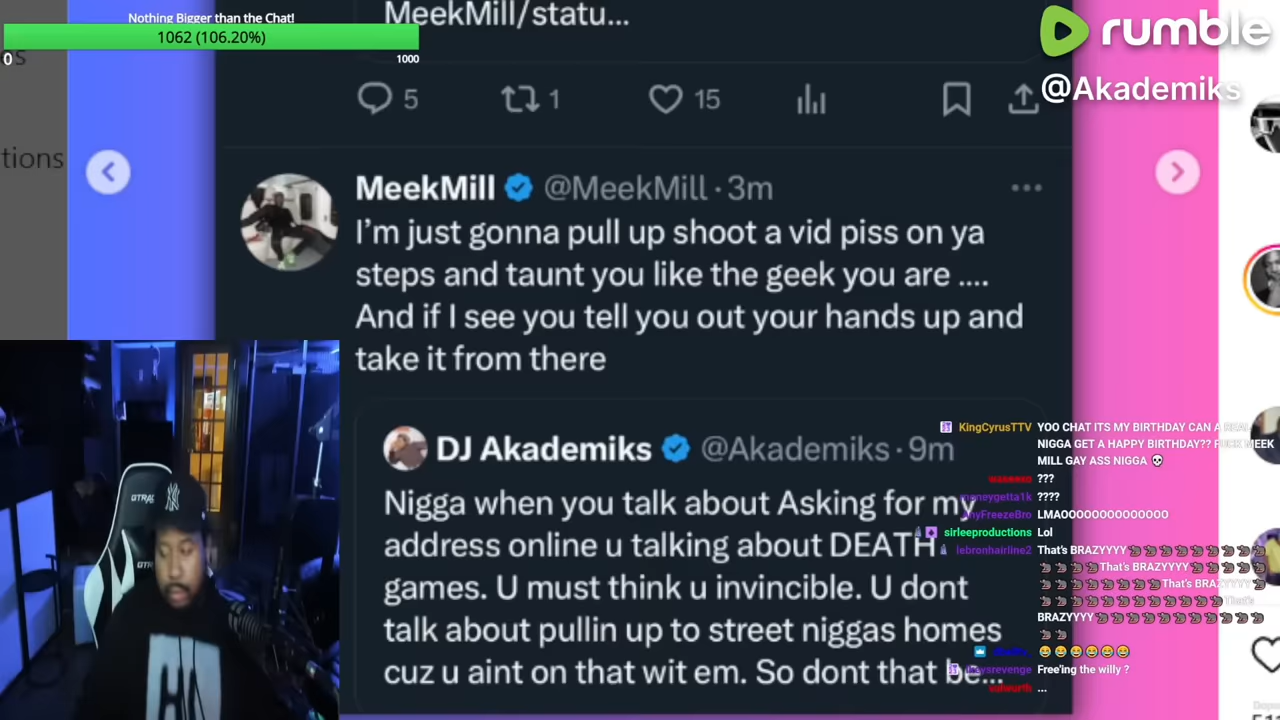 Nothing Bigger than the Chat!
1062 (106.20%)
0
1000
tions
MeekMill/statu...
5
1
15
rumble
@Akademiks
MeekMill @MeekMill · 3m
I'm just gonna pull up shoot a vid piss on ya
steps and taunt you like the geek you are ....
And if I see you tell you out your hands up and
take it from there
DJ Akademiks @Akademiks · 9m
Nigga when you talk about Asking for my
address online u talking about DEATH
games. U must think u invincible. U dont
talk about pullin up to street niggas homes
cuz u aint on that wit em. So dont that be...
KingCyrusTTV YOO CHAT ITS MY BIRTHDAY CAN A REAL
NIGGA GET A HAPPY BIRTHDAY?? FUCK MEEK
MILL GAY ASS NIGGA 💀
???
moneygetta1k ????
AnyFreezeBro LMAOOOOOOOOOOOOO
sirleeproductions Lol
lebronhairline2 That's BRAZYYYY
That's BRAZYYYY
That's BRAZYYYY
That's
BRAZYYYY
😂😂😂😂😂😂
Free'ing the willy ?
...
GTRAC